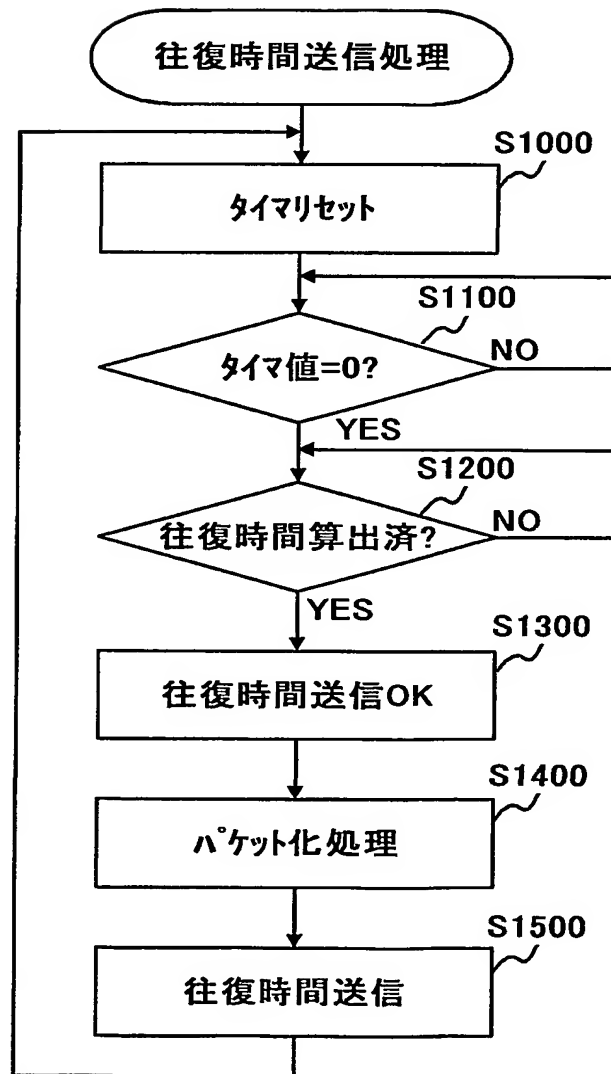 往復時間送信処理
S1000
タイマリセット
S1100
タイマ値=0?
NO
YES
S1200
往復時間算出済?
NO
YES
S1300
往復時間送信OK
S1400
パケット化処理
S1500
往復時間送信